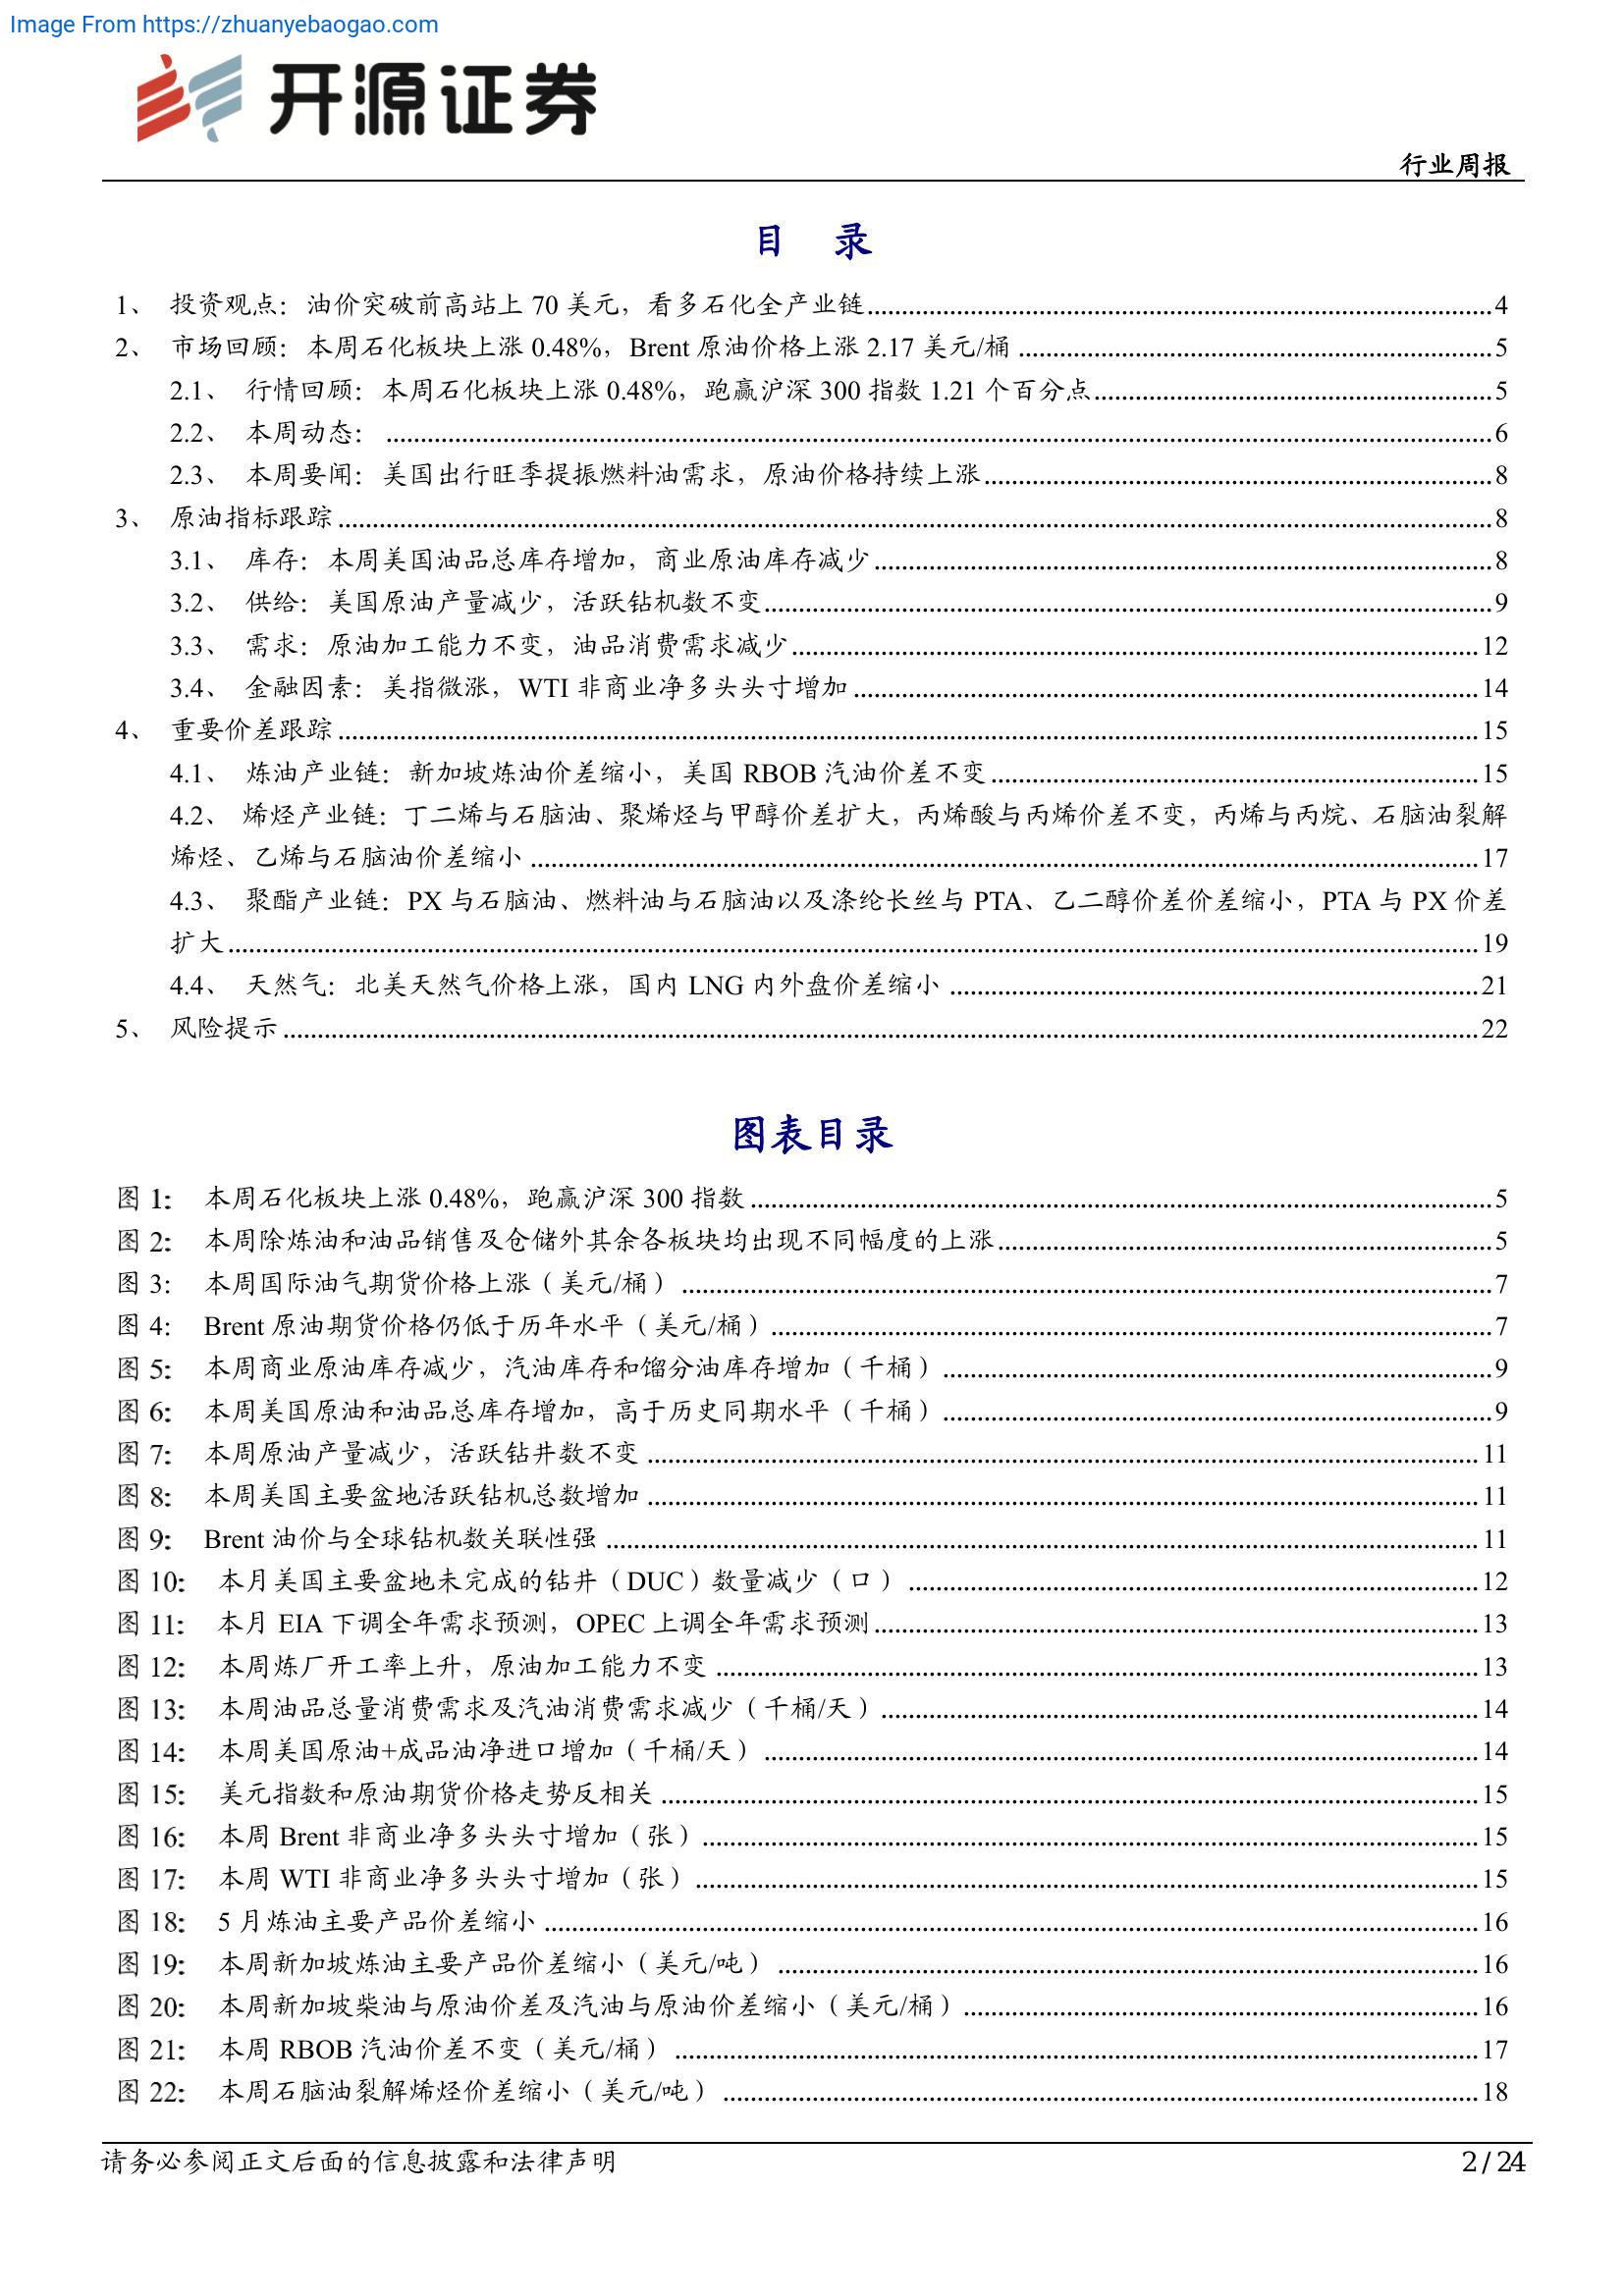 Image From https://zhuanyebaogao.com
开源证券
行业周报
目 录
1、 投资观点：油价突破前高站上 70 美元，看多石化全产业链 4
2、 市场回顾：本周石化板块上涨 0.48%，Brent 原油价格上涨 2.17 美元/桶 5
2.1、 行情回顾：本周石化板块上涨 0.48%，跑赢沪深 300 指数 1.21 个百分点 5
2.2、 本周动态： 6
2.3、 本周要闻：美国出行旺季提振燃料油需求，原油价格持续上涨 8
3、 原油指标跟踪 8
3.1、 库存：本周美国油品总库存增加，商业原油库存减少 8
3.2、 供给：美国原油产量减少，活跃钻机数不变 9
3.3、 需求：原油加工能力不变，油品消费需求减少 12
3.4、 金融因素：美指微涨，WTI 非商业净多头头寸增加 14
4、 重要价差跟踪 15
4.1、 炼油产业链：新加坡炼油价差缩小，美国 RBOB 汽油价差不变 15
4.2、 烯烃产业链：丁二烯与石脑油、聚烯烃与甲醇价差扩大，丙烯酸与丙烯价差不变，丙烯与丙烷、石脑油裂解
烯烃、乙烯与石脑油价差缩小 17
4.3、 聚酯产业链：PX 与石脑油、燃料油与石脑油以及涤纶长丝与 PTA、乙二醇价差价差缩小，PTA 与 PX 价差
扩大 19
4.4、 天然气：北美天然气价格上涨，国内 LNG 内外盘价差缩小 21
5、 风险提示 22
图表目录
图 1： 本周石化板块上涨 0.48%，跑赢沪深 300 指数 5
图 2： 本周除炼油和油品销售及仓储外其余各板块均出现不同幅度的上涨 5
图 3： 本周国际油气期货价格上涨（美元/桶） 7
图 4： Brent 原油期货价格仍低于历年水平（美元/桶） 7
图 5： 本周商业原油库存减少，汽油库存和馏分油库存增加（千桶） 9
图 6： 本周美国原油和油品总库存增加，高于历史同期水平（千桶） 9
图 7： 本周原油产量减少，活跃钻井数不变 11
图 8： 本周美国主要盆地活跃钻机总数增加 11
图 9： Brent 油价与全球钻机数关联性强 11
图 10： 本月美国主要盆地未完成的钻井（DUC）数量减少（口） 12
图 11： 本月 EIA 下调全年需求预测，OPEC 上调全年需求预测 13
图 12： 本周炼厂开工率上升，原油加工能力不变 13
图 13： 本周油品总量消费需求及汽油消费需求减少（千桶/天） 14
图 14： 本周美国原油+成品油净进口增加（千桶/天） 14
图 15： 美元指数和原油期货价格走势反相关 15
图 16： 本周 Brent 非商业净多头头寸增加（张） 15
图 17： 本周 WTI 非商业净多头头寸增加（张） 15
图 18： 5 月炼油主要产品价差缩小 16
图 19： 本周新加坡炼油主要产品价差缩小（美元/吨） 16
图 20： 本周新加坡柴油与原油价差及汽油与原油价差缩小（美元/桶） 16
图 21： 本周 RBOB 汽油价差不变（美元/桶） 17
图 22： 本周石脑油裂解烯烃价差缩小（美元/吨） 18
请务必参阅正文后面的信息披露和法律声明
2 / 24